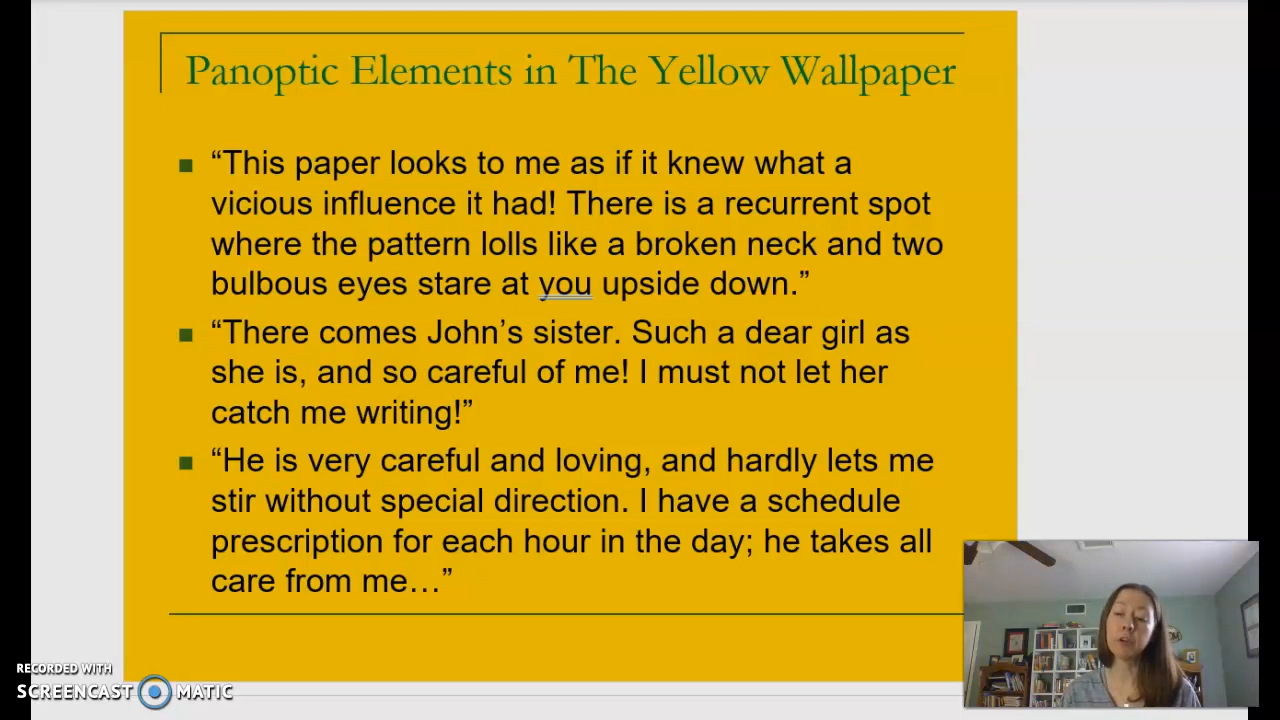 Panoptic Elements in The Yellow Wallpaper
“This paper looks to me as if it knew what a
vicious influence it had! There is a recurrent spot
where the pattern lolls like a broken neck and two
bulbous eyes stare at you upside down.”
“There comes John’s sister. Such a dear girl as
she is, and so careful of me! I must not let her
catch me writing!”
“He is very careful and loving, and hardly lets me
stir without special direction. I have a schedule
prescription for each hour in the day; he takes all
care from me…”
RECORDED WITH
SCREENCAST MATIC